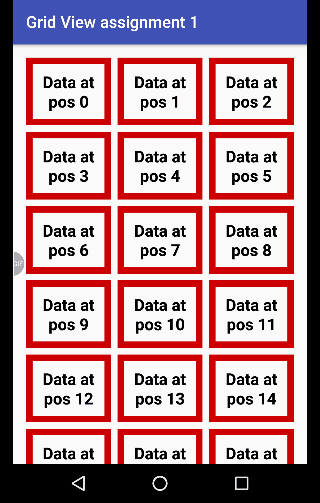 Grid View assignment 1
Data at Data at Data at
pos 0 pos 1 pos 2
Data at Data at Data at
pos 3 pos 4 pos 5
Data at Data at Data at
pos 6 pos 7 pos 8
Data at Data at Data at
pos 9 pos 10 pos 11
Data at Data at Data at
pos 12 pos 13 pos 14
Data at Data at Data at